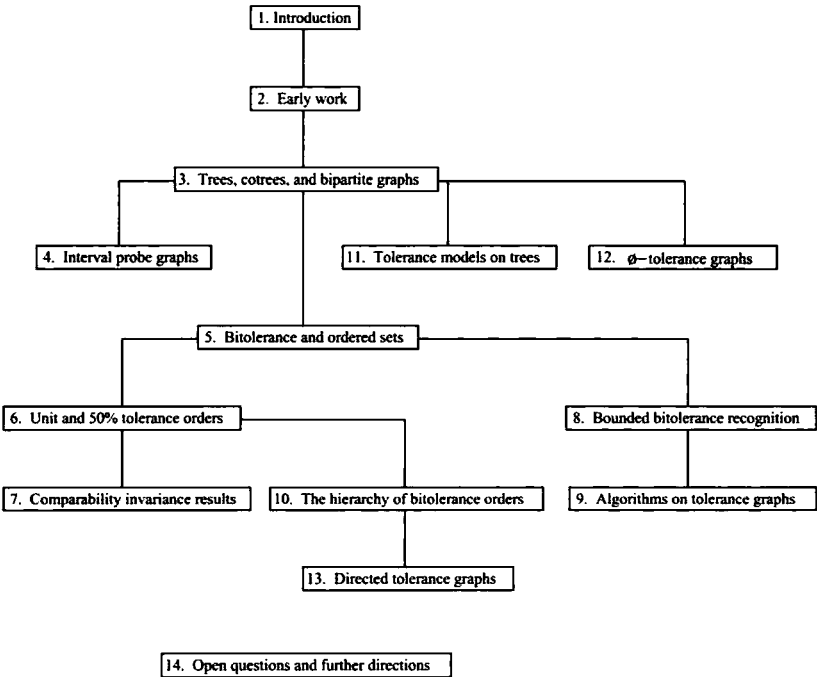 1. Introduction
2. Early work
3. Trees, cotrees, and bipartite graphs
4. Interval probe graphs
11. Tolerance models on trees
12. ø–tolerance graphs
5. Bitolerance and ordered sets
6. Unit and 50% tolerance orders
8. Bounded bitolerance recognition
7. Comparability invariance results
10. The hierarchy of bitolerance orders
9. Algorithms on tolerance graphs
13. Directed tolerance graphs
14. Open questions and further directions